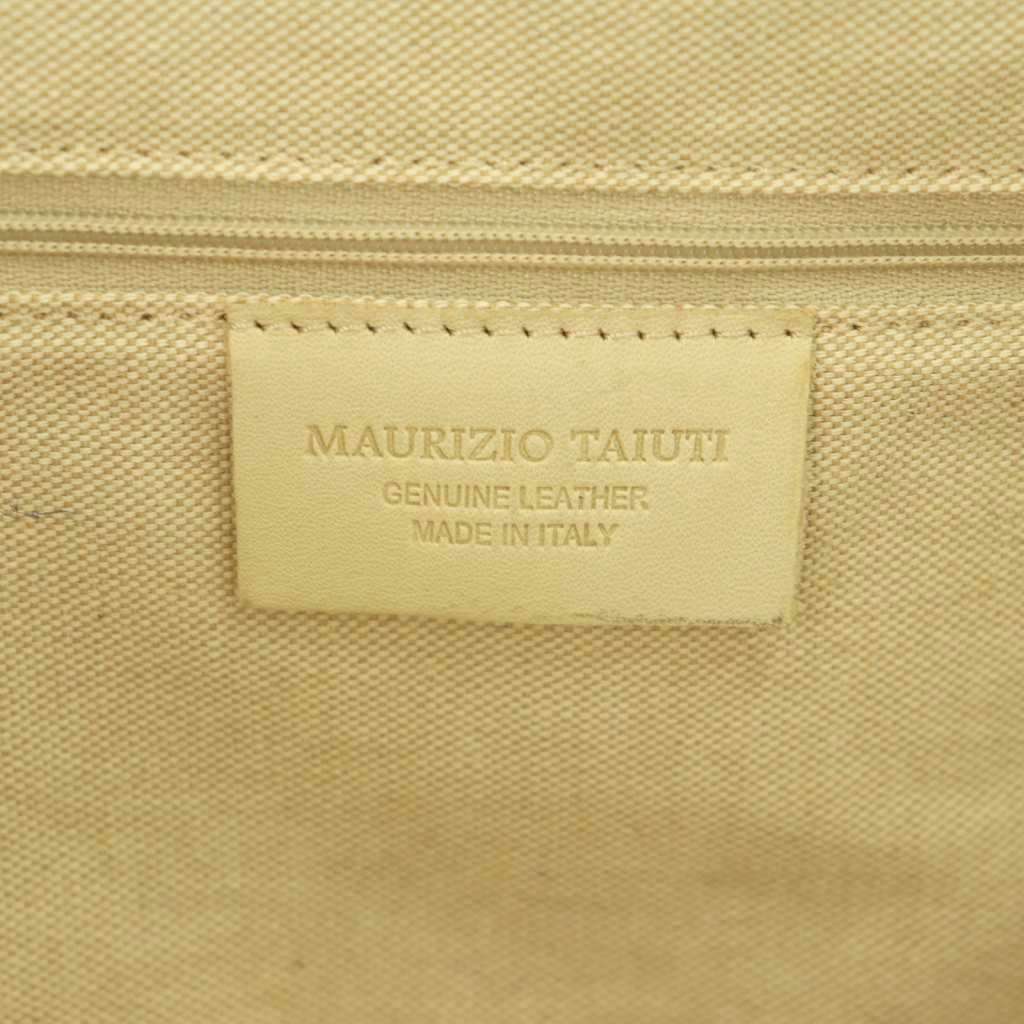 MAURIZIO TAIUTI
GENUINE LEATHER
MADE IN ITALY